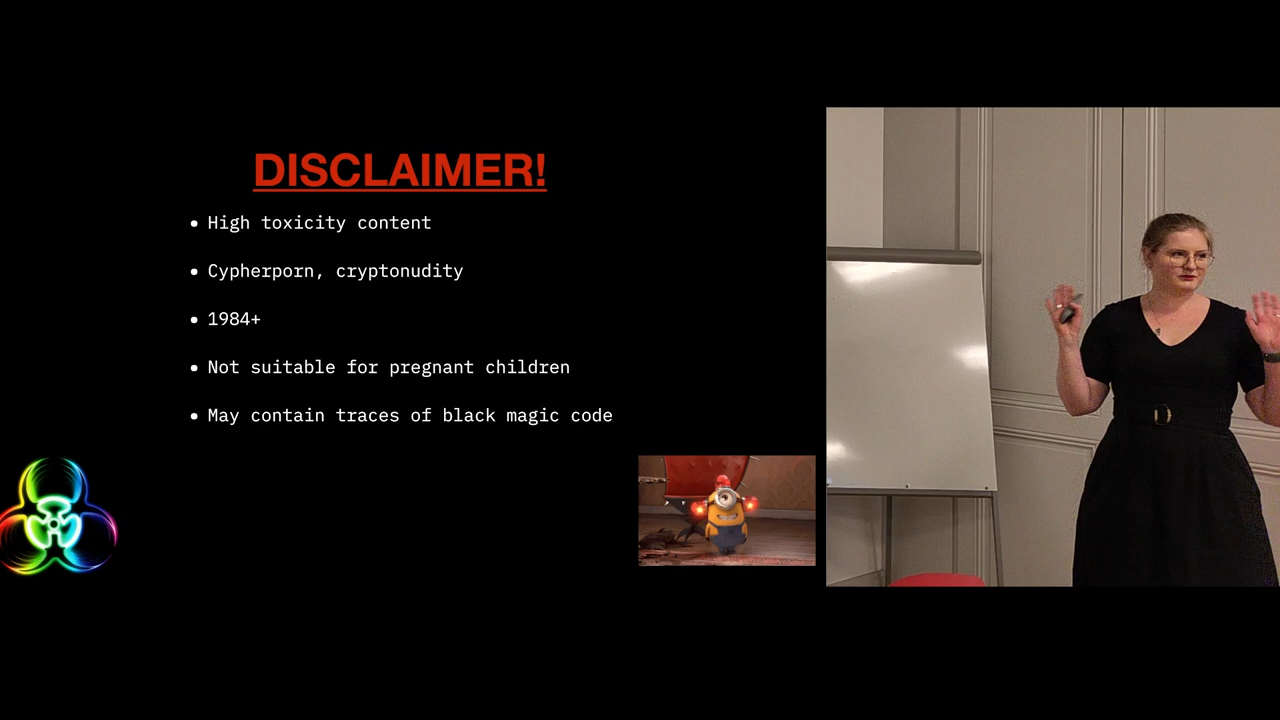 DISCLAIMER!
• High toxicity content
• Cypherporn, cryptonudity
• 1984+
• Not suitable for pregnant children
• May contain traces of black magic code